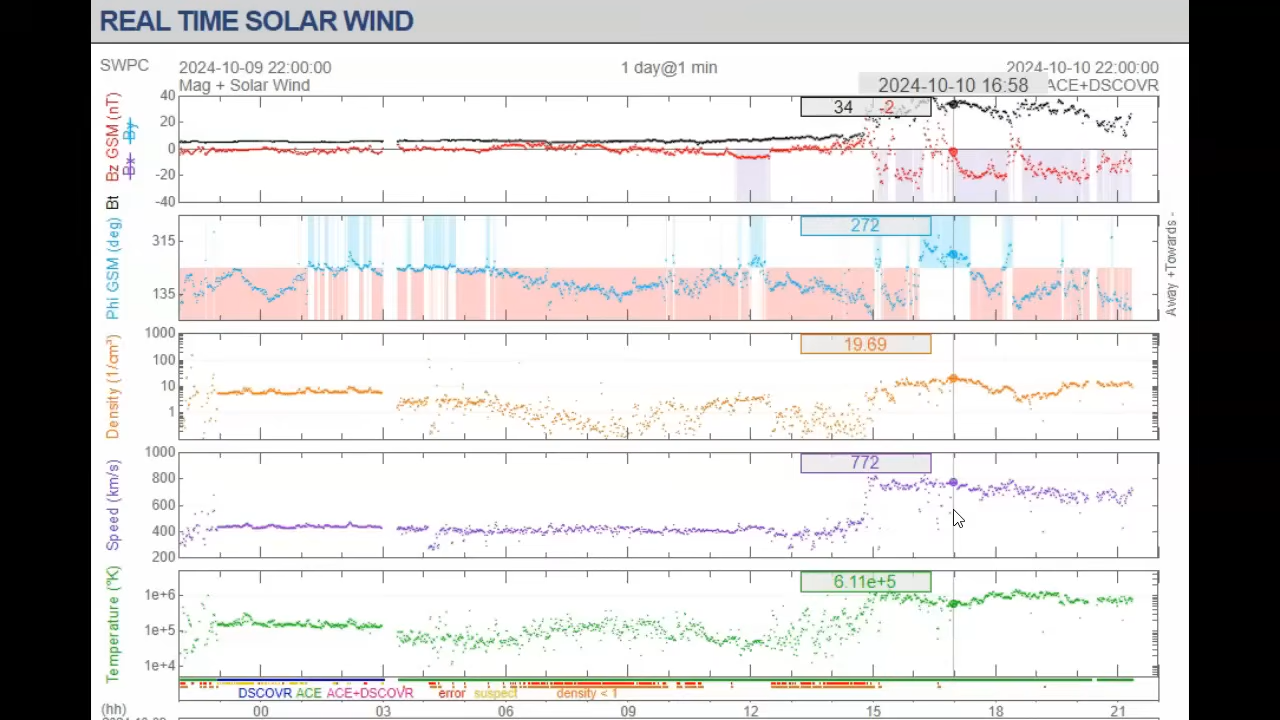 REAL TIME SOLAR WIND
SWPC
2024-10-09 22:00:00
1 day@1 min
2024-10-10 22:00:00
Mag + Solar Wind
2024-10-10 16:58
ACE+DSCOVR
Bt Bz GSM (nT)
Bx By
40
20
0
-20
-40
34 -2
Phi GSM (deg)
315
135
272
Away +Towards -
Density (1/cm³)
1000
100
10
1
19.69
Speed (km/s)
1000
800
600
400
200
772
Temperature (°K)
1e+6
1e+5
1e+4
6.11e+5
DSCOVR ACE ACE+DSCOVR error suspect density < 1
(hh) 00 03 06 09 12 15 18 21